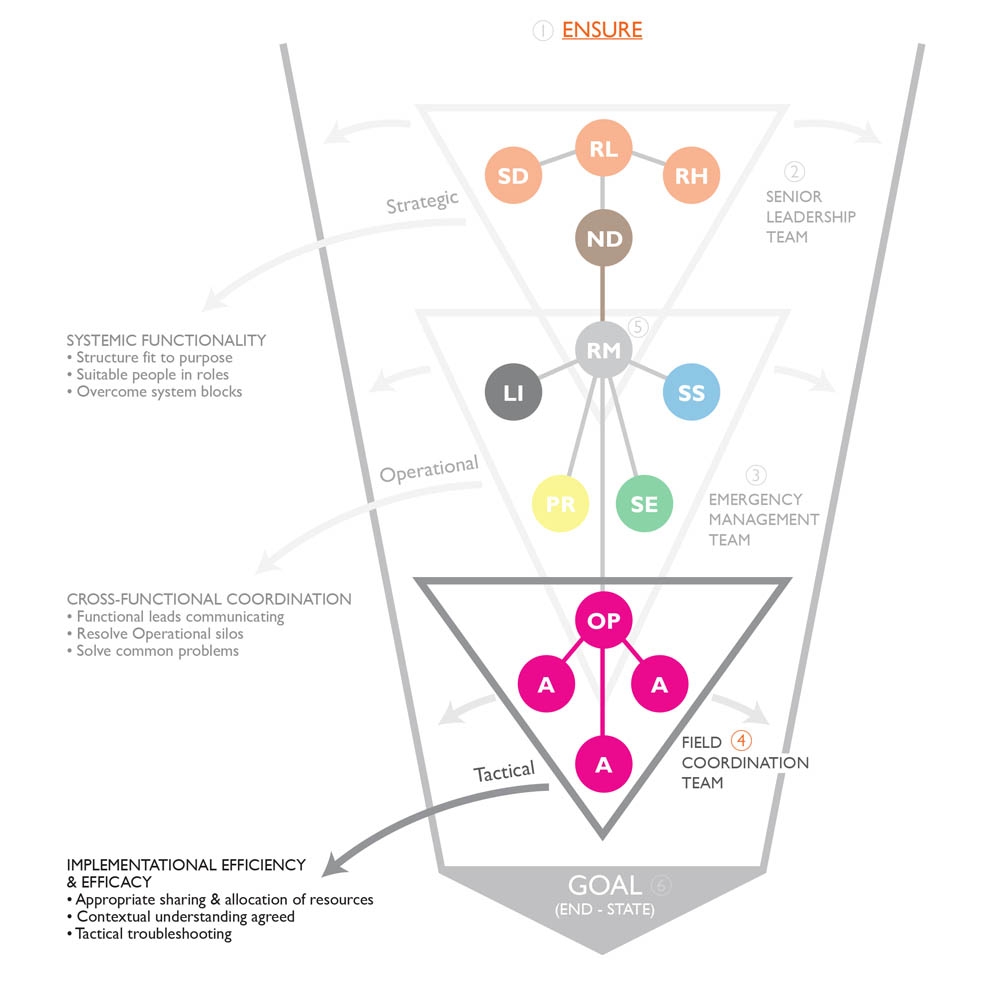 1 ENSURE
RL
SD
RH
ND
Strategic
2
SENIOR
LEADERSHIP
TEAM
SYSTEMIC FUNCTIONALITY
• Structure fit to purpose
• Suitable people in roles
• Overcome system blocks
RM
5
LI
SS
Operational
PR
SE
3
EMERGENCY
MANAGEMENT
TEAM
CROSS-FUNCTIONAL COORDINATION
• Functional leads communicating
• Resolve Operational silos
• Solve common problems
OP
A
A
A
Tactical
FIELD 4
COORDINATION
TEAM
IMPLEMENTATIONAL EFFICIENCY
& EFFICACY
• Appropriate sharing & allocation of resources
• Contextual understanding agreed
• Tactical troubleshooting
GOAL 6
(END - STATE)